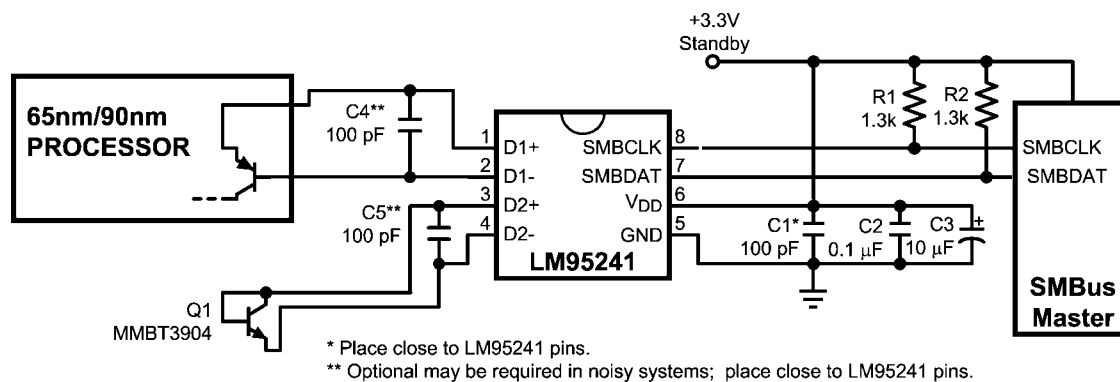 +3.3V
Standby
65nm/90nm
PROCESSOR
C4**
100 pF
R1
1.3k
R2
1.3k
1
2
3
4
D1+
D1-
D2+
D2-
SMBCLK
SMBDAT
VDD
GND
8
7
6
5
LM95241
C5**
100 pF
C1*
100 pF
C2
0.1 μF
C3
10 μF
+
SMBCLK
SMBDAT
SMBus
Master
Q1
MMBT3904
* Place close to LM95241 pins.
** Optional may be required in noisy systems; place close to LM95241 pins.